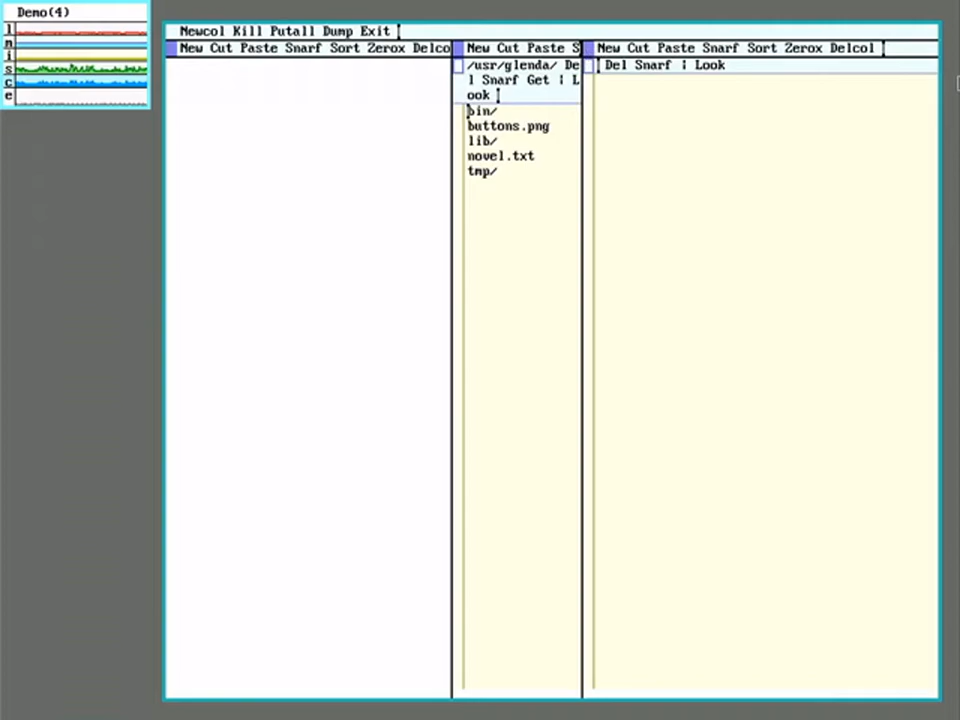 Demo(4)
l
m
i
s
c
e
Newcol Kill Putall Dump Exit
New Cut Paste Snarf Sort Zerox Delco
New Cut Paste S
New Cut Paste Snarf Sort Zerox Delcol
/usr/glenda/ De
l Snarf Get | L
ook
bin/
buttons.png
lib/
novel.txt
tmp/
Del Snarf | Look